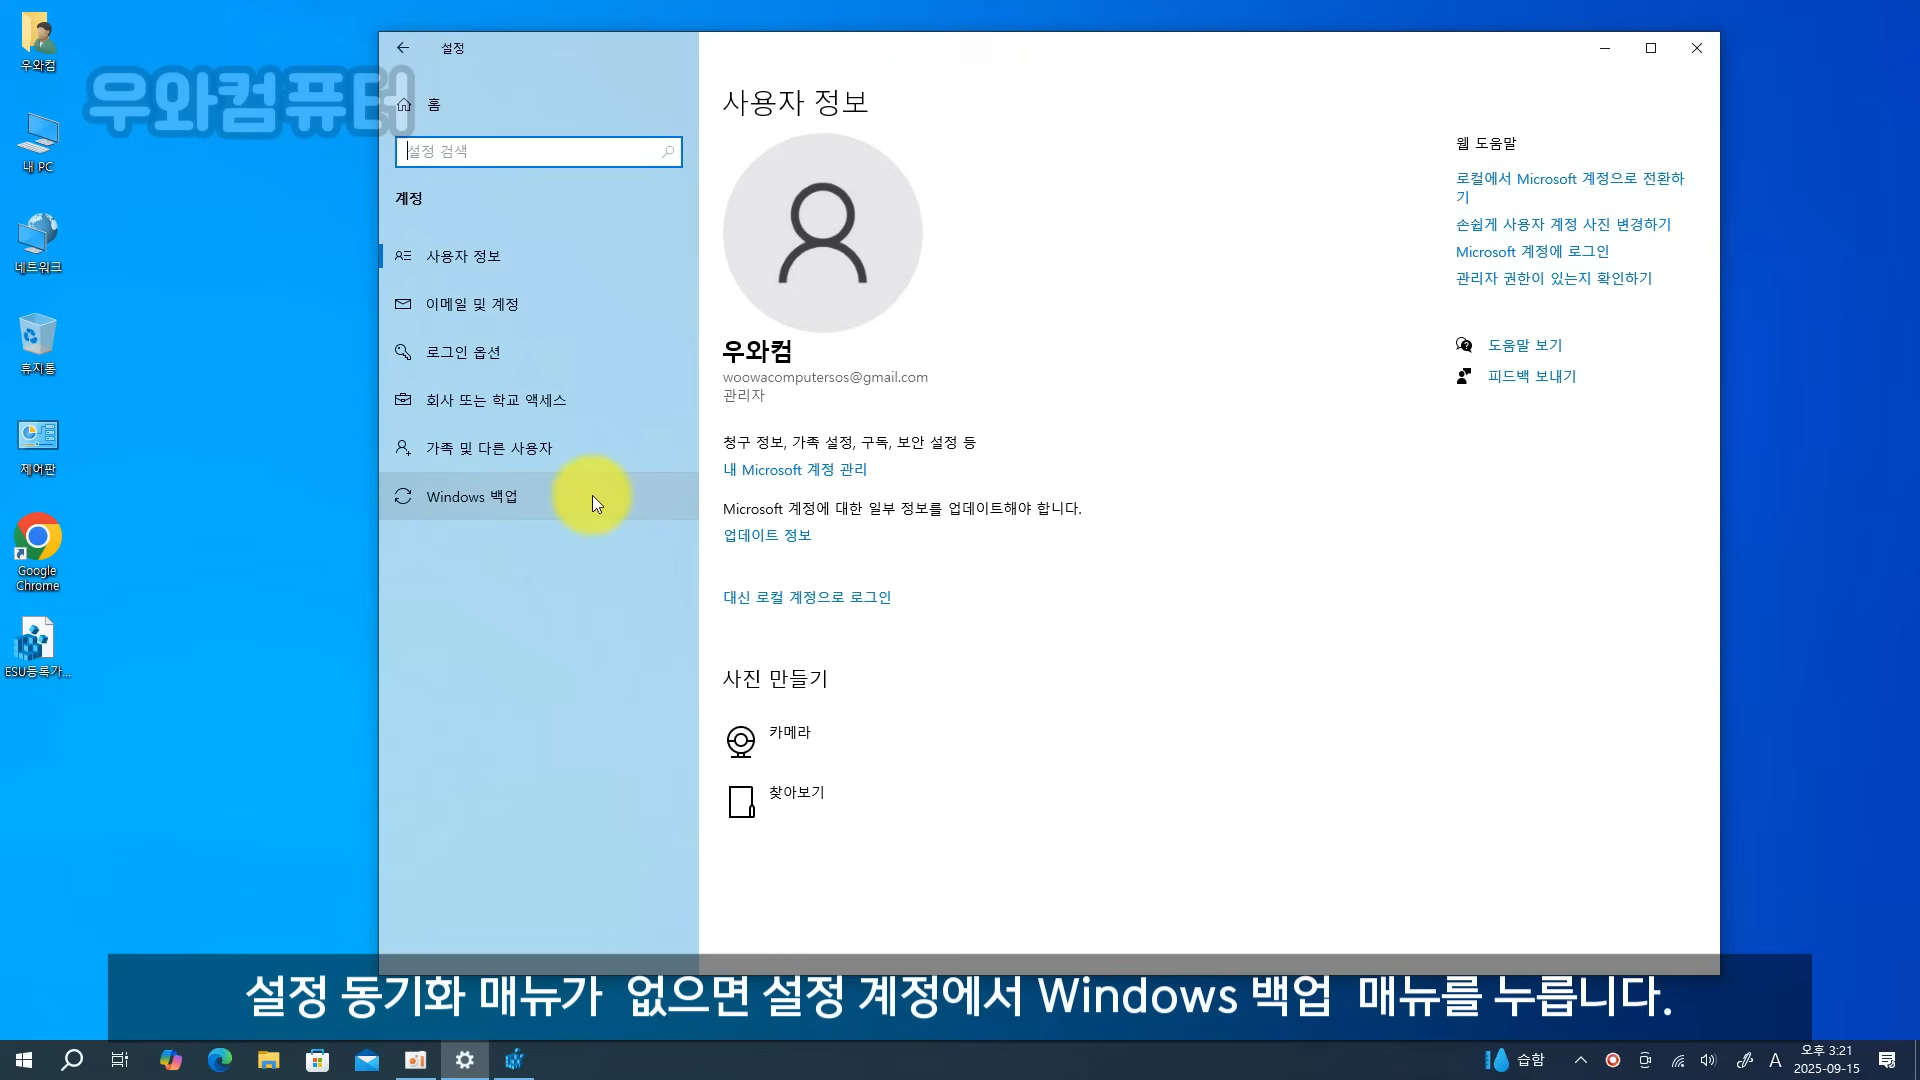 우와컴
내 PC
네트워크
휴지통
제어판
Google
Chrome
ESU등록가...
우와컴퓨터
설정
홈
설정 검색
계정
사용자 정보
이메일 및 계정
로그인 옵션
회사 또는 학교 액세스
가족 및 다른 사용자
Windows 백업
사용자 정보
우와컴
woowacomputersos@gmail.com
관리자
청구 정보, 가족 설정, 구독, 보안 설정 등
내 Microsoft 계정 관리
Microsoft 계정에 대한 일부 정보를 업데이트해야 합니다.
업데이트 정보
대신 로컬 계정으로 로그인
사진 만들기
카메라
찾아보기
웹 도움말
로컬에서 Microsoft 계정으로 전환하
기
손쉽게 사용자 계정 사진 변경하기
Microsoft 계정에 로그인
관리자 권한이 있는지 확인하기
도움말 보기
피드백 보내기
설정 동기화 매뉴가 없으면 설정 계정에서 Windows 백업 매뉴를 누릅니다.
습함
A
오후 3:21
2025-09-15